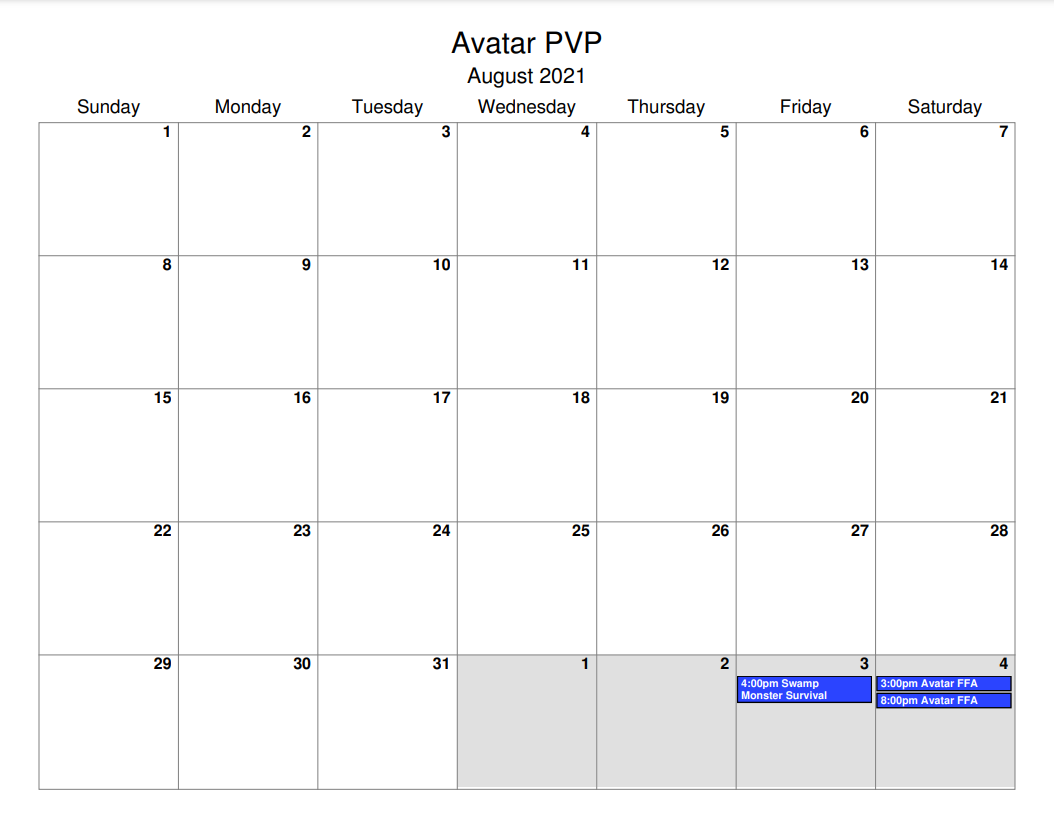 Avatar PVP
August 2021
Sunday Monday Tuesday Wednesday Thursday Friday Saturday
1 2 3 4 5 6 7
8 9 10 11 12 13 14
15 16 17 18 19 20 21
22 23 24 25 26 27 28
29 30 31 1 2 3 4
4:00pm Swamp
Monster Survival
3:00pm Avatar FFA
8:00pm Avatar FFA